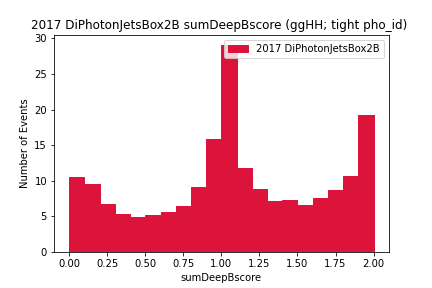 2017 DiPhotonJetsBox2B sumDeepBscore (ggHH; tight pho_id)
2017 DiPhotonJetsBox2B
Number of Events
30
25
20
15
10
5
0
0.00 0.25 0.50 0.75 1.00 1.25 1.50 1.75 2.00
sumDeepBscore